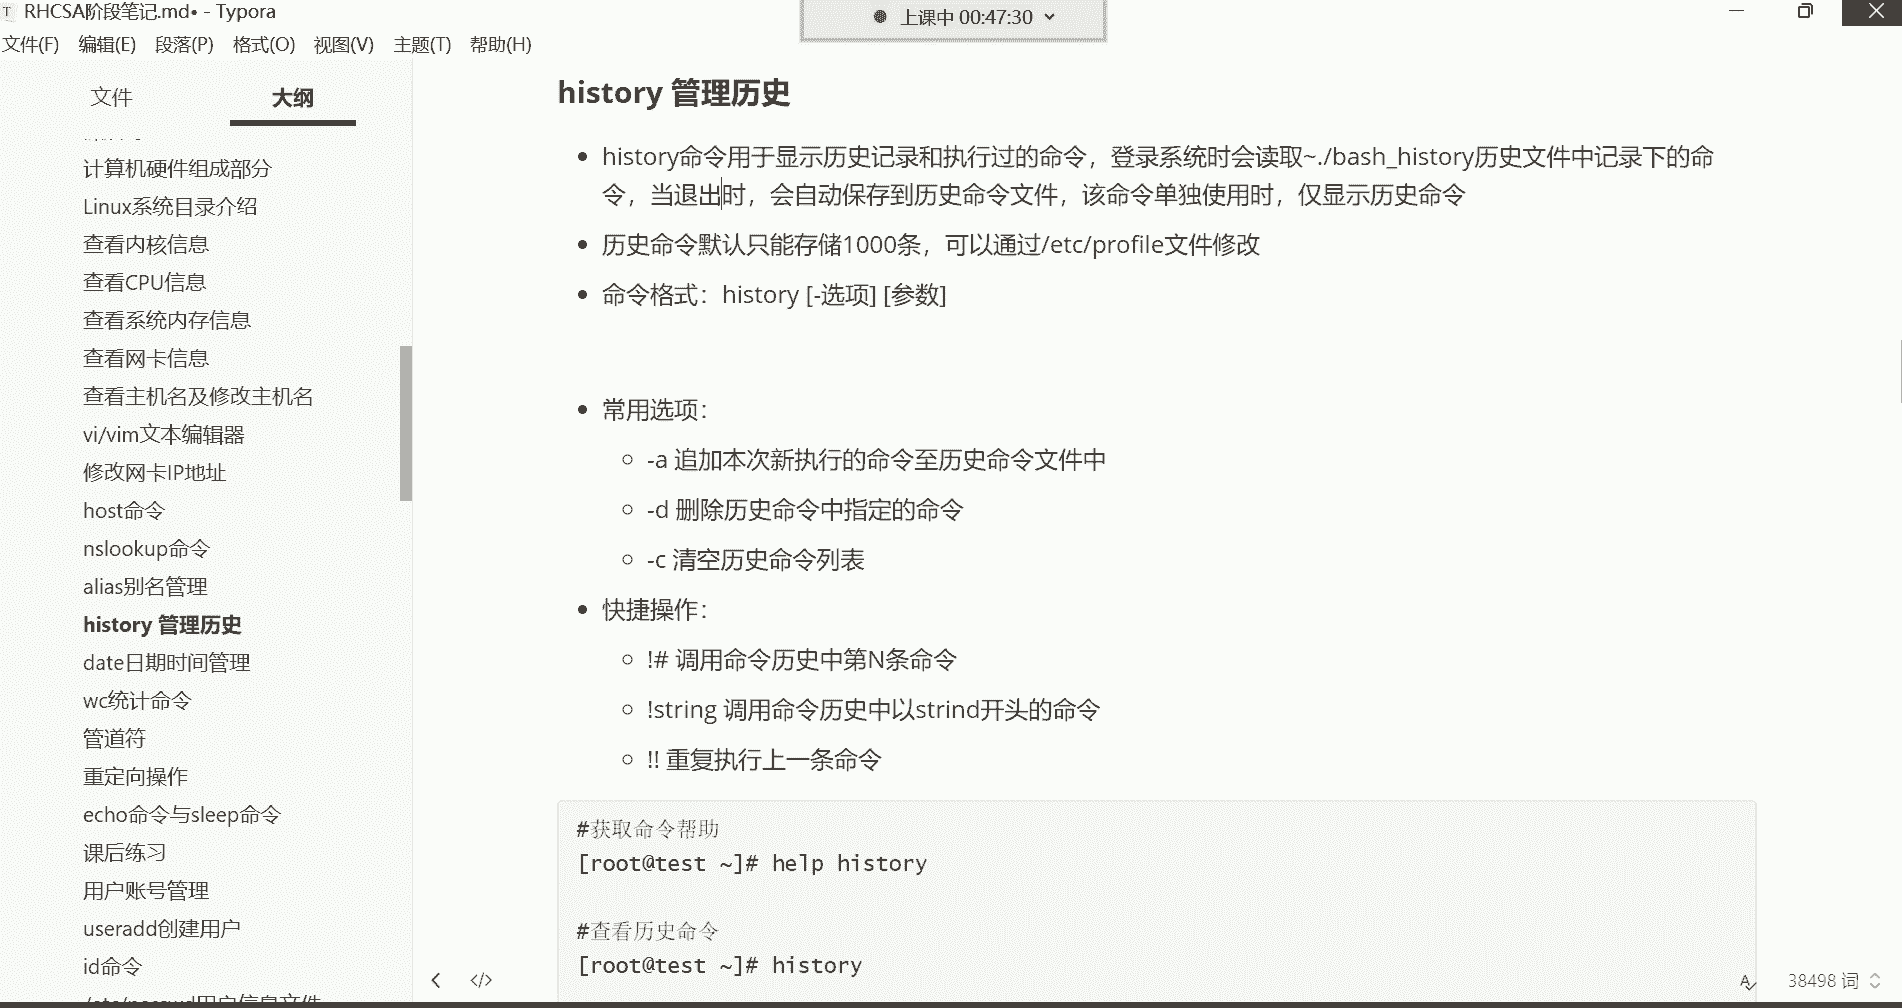 RHCSA阶段笔记.md• - Typora
上课中 00:47:30
文件(F) 编辑(E) 段落(P) 格式(O) 视图(V) 主题(T) 帮助(H)
文件 大纲
计算机硬件组成部分
Linux系统目录介绍
查看内核信息
查看CPU信息
查看系统内存信息
查看网卡信息
查看主机名及修改主机名
vi/vim文本编辑器
修改网卡IP地址
host命令
nslookup命令
alias别名管理
history 管理历史
date日期时间管理
wc统计命令
管道符
重定向操作
echo命令与sleep命令
课后练习
用户账号管理
useradd创建用户
id命令
/etc/passwd用户信息文件
history 管理历史
• history命令用于显示历史记录和执行过的命令，登录系统时会读取~./bash_history历史文件中记录下的命
令，当退出时，会自动保存到历史命令文件，该命令单独使用时，仅显示历史命令
• 历史命令默认只能存储1000条，可以通过/etc/profile文件修改
• 命令格式：history [-选项] [参数]
• 常用选项：
○ -a 追加本次新执行的命令至历史命令文件中
○ -d 删除历史命令中指定的命令
○ -c 清空历史命令列表
• 快捷操作：
○ !# 调用命令历史中第N条命令
○ !string 调用命令历史中以strind开头的命令
○ !! 重复执行上一条命令
#获取命令帮助
[root@test ~]# help history
#查看历史命令
[root@test ~]# history
38498 词